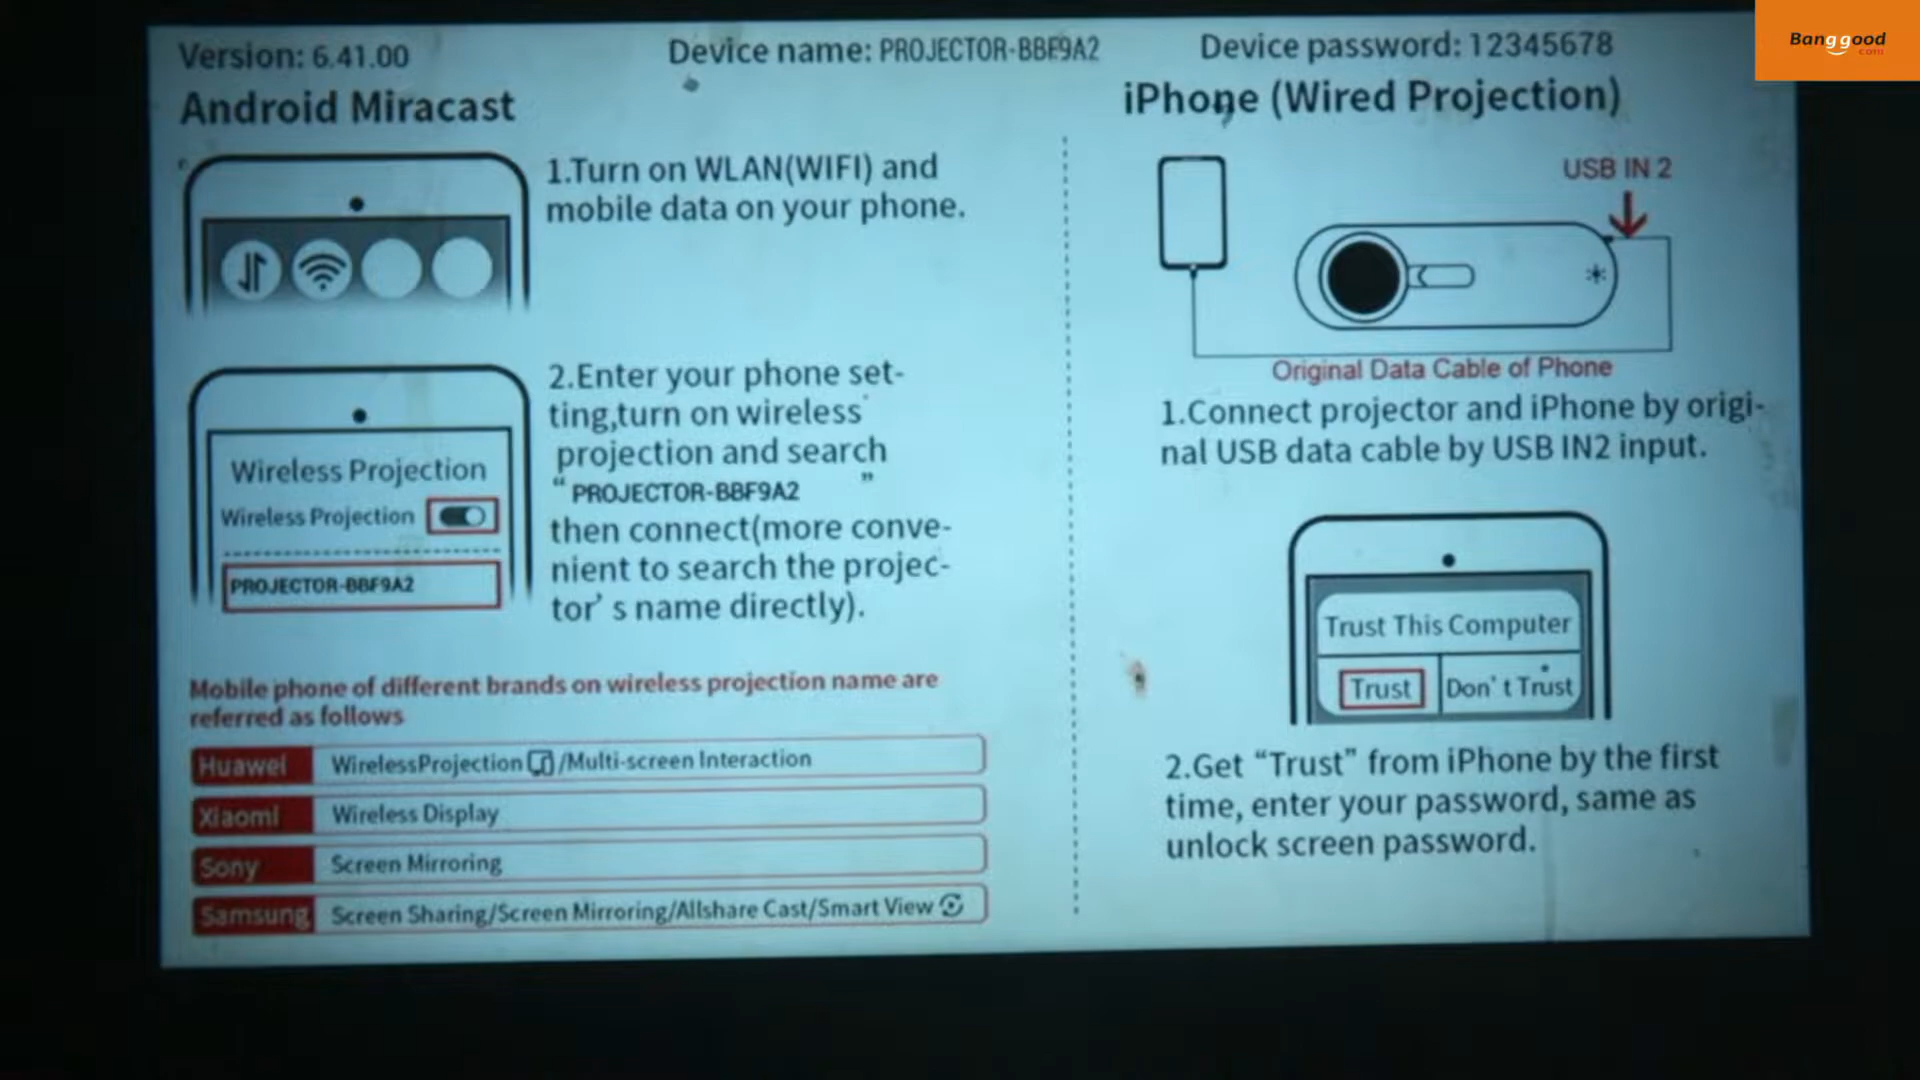 Version: 6.41.00
Device name: PROJECTOR-BBF9A2
Device password: 12345678
Banggood
.com
Android Miracast
1.Turn on WLAN(WIFI) and
mobile data on your phone.
2.Enter your phone set-
ting,turn on wireless
projection and search
“PROJECTOR-BBF9A2”
then connect(more conve-
nient to search the projec-
tor’ s name directly).
Wireless Projection
Wireless Projection
PROJECTOR-BBF9A2
Mobile phone of different brands on wireless projection name are
referred as follows
Huawei WirelessProjection /Multi-screen Interaction
Xiaomi Wireless Display
Sony Screen Mirroring
Samsung Screen Sharing/Screen Mirroring/Allshare Cast/Smart View
iPhone (Wired Projection)
USB IN 2
Original Data Cable of Phone
1.Connect projector and iPhone by origi-
nal USB data cable by USB IN2 input.
Trust This Computer
Trust Don’ t Trust
2.Get “Trust” from iPhone by the first
time, enter your password, same as
unlock screen password.